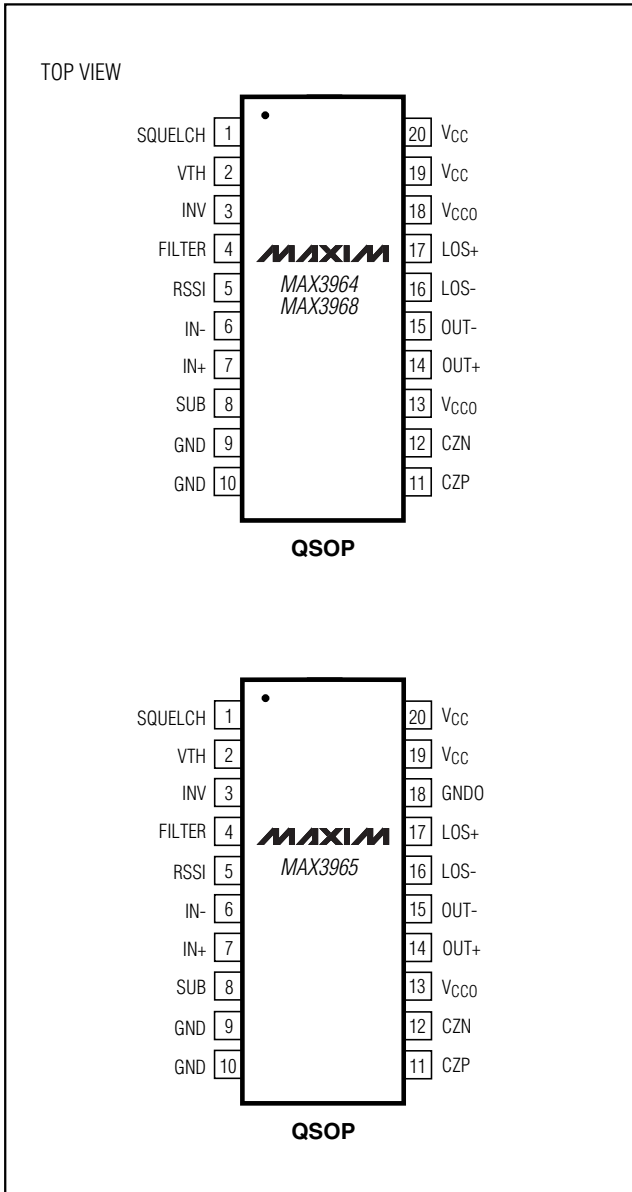 TOP VIEW
SQUELCH 1 20 VCC
VTH 2 19 VCC
INV 3 18 VCCO
FILTER 4 MAXIM 17 LOS+
RSSI 5 MAX3964 16 LOS-
MAX3968
IN- 6 15 OUT-
IN+ 7 14 OUT+
SUB 8 13 VCCO
GND 9 12 CZN
GND 10 11 CZP
QSOP
SQUELCH 1 20 VCC
VTH 2 19 VCC
INV 3 18 GNDO
FILTER 4 MAXIM 17 LOS+
RSSI 5 MAX3965 16 LOS-
IN- 6 15 OUT-
IN+ 7 14 OUT+
SUB 8 13 VCCO
GND 9 12 CZN
GND 10 11 CZP
QSOP